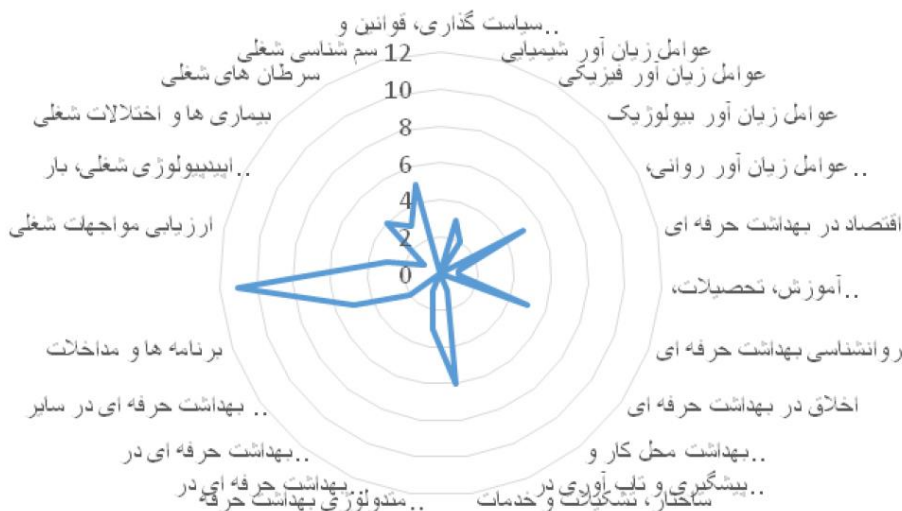 سیاست گذاری، قوانین و..
عوامل زیان آور شیمیایی
عوامل زیان آور فیزیکی
عوامل زیان آور بیولوژیک
عوامل زیان آور روانی، ..
اقتصاد در بهداشت حرفه ای
آموزش، تحصیلات،..
روانشناسی بهداشت حرفه ای
اخلاق در بهداشت حرفه ای
بهداشت محل کار و..
پیشگیری و تاب آوری در..
ساختار، تشکیلات و خدمات
متدولوژی بهداشت حرفه..
بهداشت حرفه ای در..
بهداشت حرفه ای در..
بهداشت حرفه ای در سایر ..
برنامه ها و مداخلات
ارزیابی مواجهات شغلی
اپیدپیولوژی شغلی، بار..
بیماری ها و اختلالات شغلی
سرطان های شغلی
سم شناسی شغلی
12
10
8
6
4
2
0